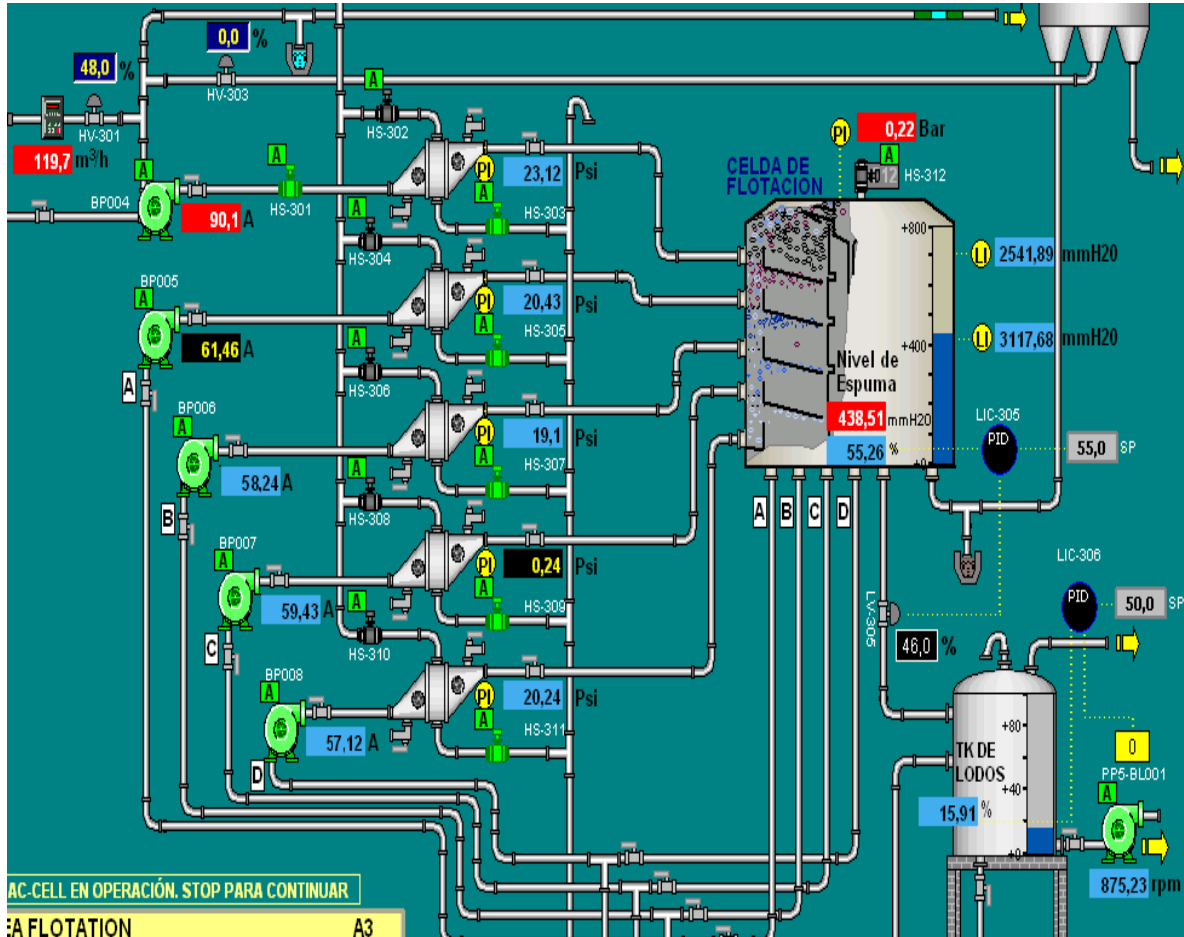 0,0 %
48,0 %
HV-303
A
HS-302
HV-301
119,7 m³/h
A
BP004
90,1 A
A
HS-301
PI
23,12 Psi
A
HS-303
PI
0,22 Bar
A
HS-312
CELDA DE
FLOTACION
+800
LI
2541,89 mmH20
A
HS-304
BP005
A
61,46 A
PI
20,43 Psi
A
HS-305
+400
LI
3117,68 mmH20
Nivel de
Espuma
438,51 mmH20
55,26 %
+0
LIC-305
PID
55,0 SP
A
HS-306
A
BP006
A
58,24 A
B
PI
19,1 Psi
A
HS-307
A
B
C
D
A
HS-308
BP007
A
59,43 A
C
PI
0,24 Psi
A
HS-309
LIC-306
PID
50,0 SP
LV-305
46,0 %
A
HS-310
BP008
A
57,12 A
D
PI
20,24 Psi
A
HS-311
+80
TK DE
LODOS
+40
15,91 %
+0
0
PP5-BL001
A
875,23 rpm
AC-CELL EN OPERACIÓN. STOP PARA CONTINUAR
EA FLOTATION A3